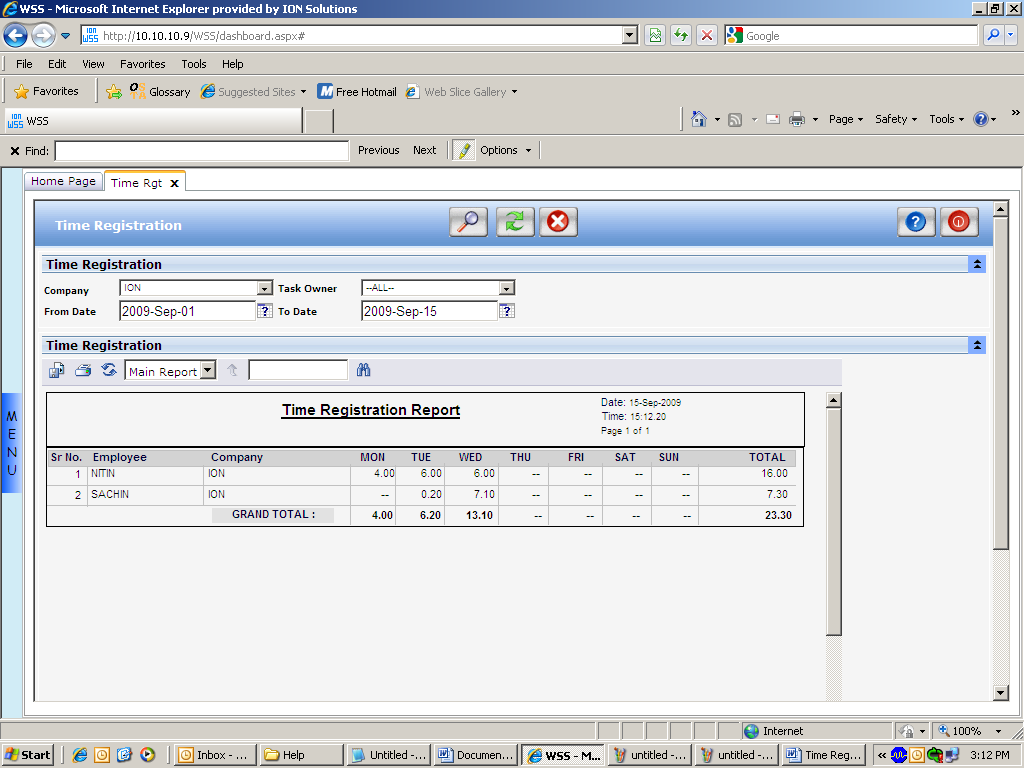 WSS - Microsoft Internet Explorer provided by ION Solutions
ION WSS http://10.10.10.9/WSS/dashboard.aspx# Google
File Edit View Favorites Tools Help
Favorites Glossary Suggested Sites Free Hotmail Web Slice Gallery
ION WSS WSS Page Safety Tools »
x Find: Previous Next Options
Home Page Time Rgt x
Time Registration
Time Registration
Company ION Task Owner --ALL--
From Date 2009-Sep-01 ? To Date 2009-Sep-15 ?
Time Registration
Main Report
MENU
Time Registration Report
Date: 15-Sep-2009
Time: 15:12.20
Page 1 of 1
Sr No. Employee Company MON TUE WED THU FRI SAT SUN TOTAL
1 NITIN ION 4.00 6.00 6.00 -- -- -- -- 16.00
2 SACHIN ION -- 0.20 7.10 -- -- -- -- 7.30
GRAND TOTAL : 4.00 6.20 13.10 -- -- -- -- 23.30
Internet 100%
Start Inbox - ... Help Untitled -... Documen... WSS - M... untitled -... untitled -... Time Reg... « 3:12 PM